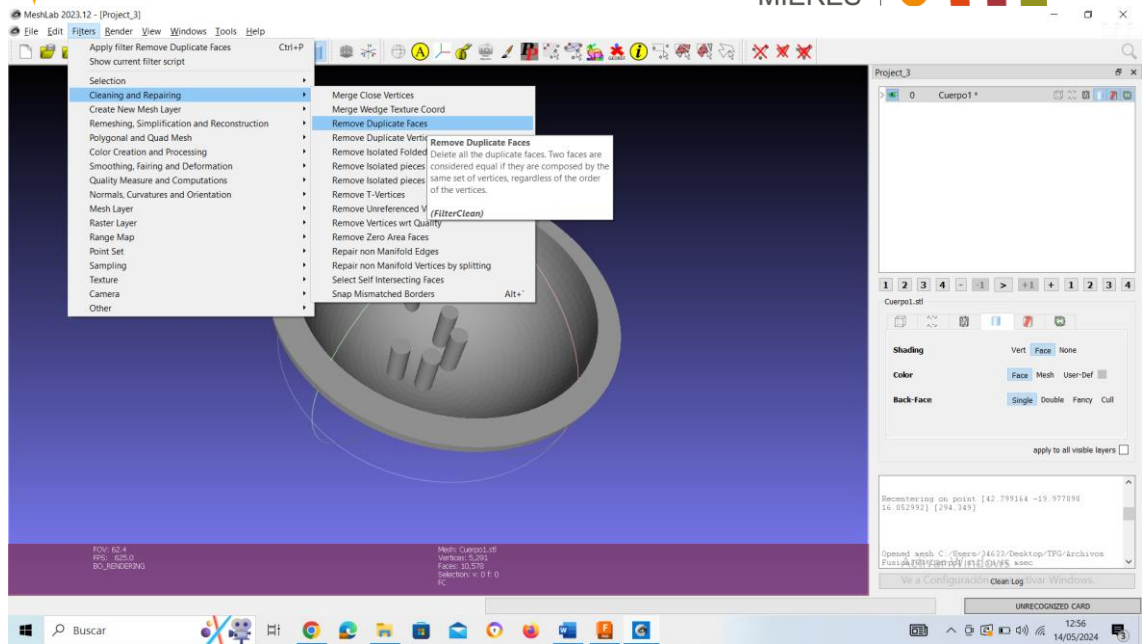 MIERES
MeshLab 2023.12 - [Project_3]
File Edit Filters Render View Windows Tools Help
Apply filter Remove Duplicate Faces Ctrl+P
Show current filter script
Selection
Cleaning and Repairing
Create New Mesh Layer
Remeshing, Simplification and Reconstruction
Polygonal and Quad Mesh
Color Creation and Processing
Smoothing, Fairing and Deformation
Quality Measure and Computations
Normals, Curvatures and Orientation
Mesh Layer
Raster Layer
Range Map
Point Set
Sampling
Texture
Camera
Other
Merge Close Vertices
Merge Wedge Texture Coord
Remove Duplicate Faces
Remove Duplicate Vertic
Remove Isolated Folded
Remove Isolated pieces
Remove Isolated pieces
Remove T-Vertices
Remove Unreferenced V
Remove Vertices wrt Quality
Remove Zero Area Faces
Repair non Manifold Edges
Repair non Manifold Vertices by splitting
Select Self Intersecting Faces
Snap Mismatched Borders Alt+`
Remove Duplicate Faces
Delete all the duplicate faces. Two faces are
considered equal if they are composed by the
same set of vertices, regardless of the order
of the vertices.
(FilterClean)
Project_3
0 Cuerpo1 *
1 2 3 4 - -1 > +1 + 1 2 3 4
Cuerpo1.stl
Shading Vert Face None
Color Face Mesh User-Def
Back-Face Single Double Fancy Cull
apply to all visible layers
Recentering on point [42.799164 -19.977098
16.052992] [294.349]
Opened mesh C:/Users/34633/Desktop/TFG/Archivos
Clean Log
Ve a Configuración
FOV: 62.4
FPS: 625.0
BO_RENDERING
Mesh: Cuerpo1.stl
Vertices: 5,291
Faces: 10,578
Selection: v: 0 f: 0
FC
UNRECOGNIZED CARD
Buscar
12:56
14/05/2024